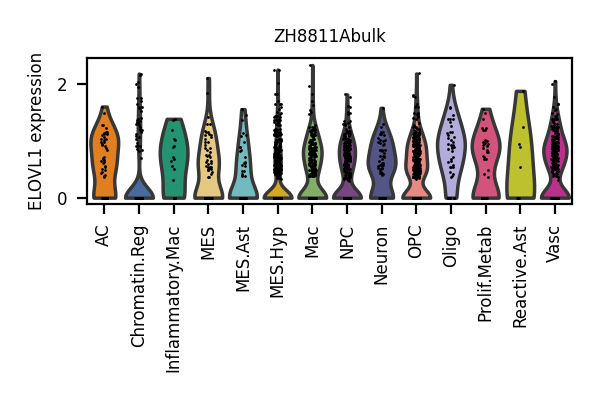 ZH8811Abulk
ELOVL1 expression
2
0
AC
Chromatin.Reg
Inflammatory.Mac
MES
MES.Ast
MES.Hyp
Mac
NPC
Neuron
OPC
Oligo
Prolif.Metab
Reactive.Ast
Vasc